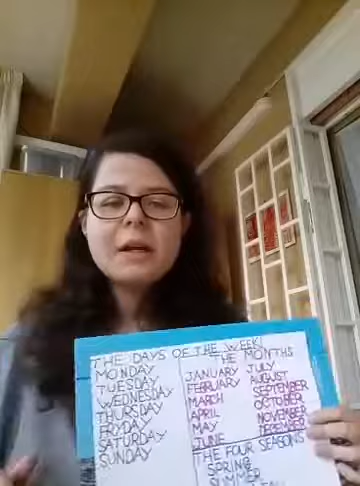 THE DAYS OF THE WEEK!
MONDAY
TUESDAY
WEDNESDAY
THURSDAY
FRYDAY
SATURDAY
SUNDAY
THE MONTHS
JANUARY JULY
FEBRUARY AUGUST
MARCH SEPTEMBER
APRIL OCTOBER
MAY NOVEMBER
JUNE DECEMBER
THE FOUR SEASONS
SPRING
SUMMER